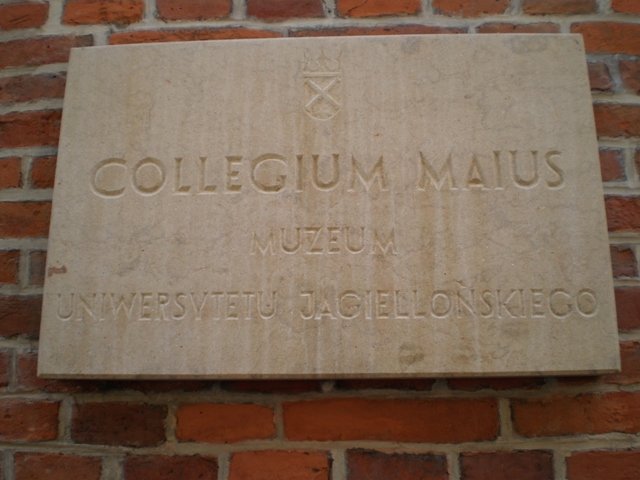 COLLEGIUM MAIUS
MUZEUM
UNIWERSYTETU JAGIELLOŃSKIEGO